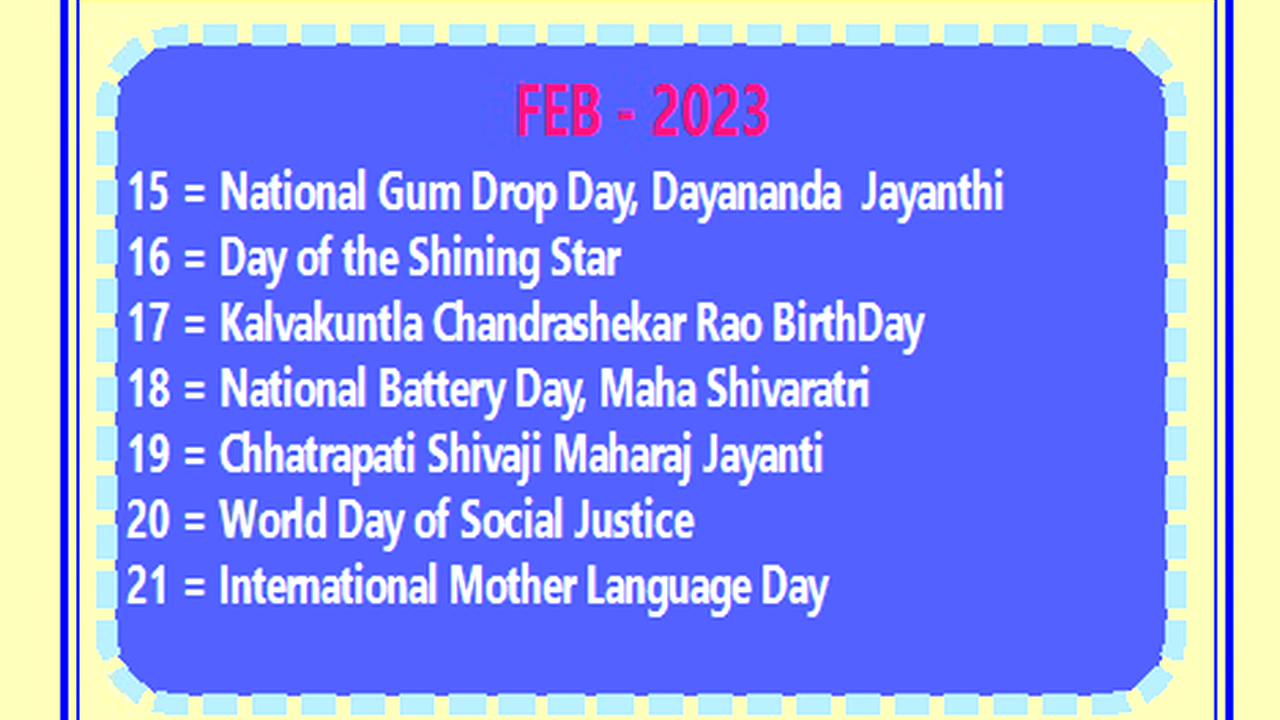 FEB - 2023
15 = National Gum Drop Day, Dayananda Jayanthi
16 = Day of the Shining Star
17 = Kalvakuntla Chandrashekar Rao BirthDay
18 = National Battery Day, Maha Shivaratri
19 = Chhatrapati Shivaji Maharaj Jayanti
20 = World Day of Social Justice
21 = International Mother Language Day